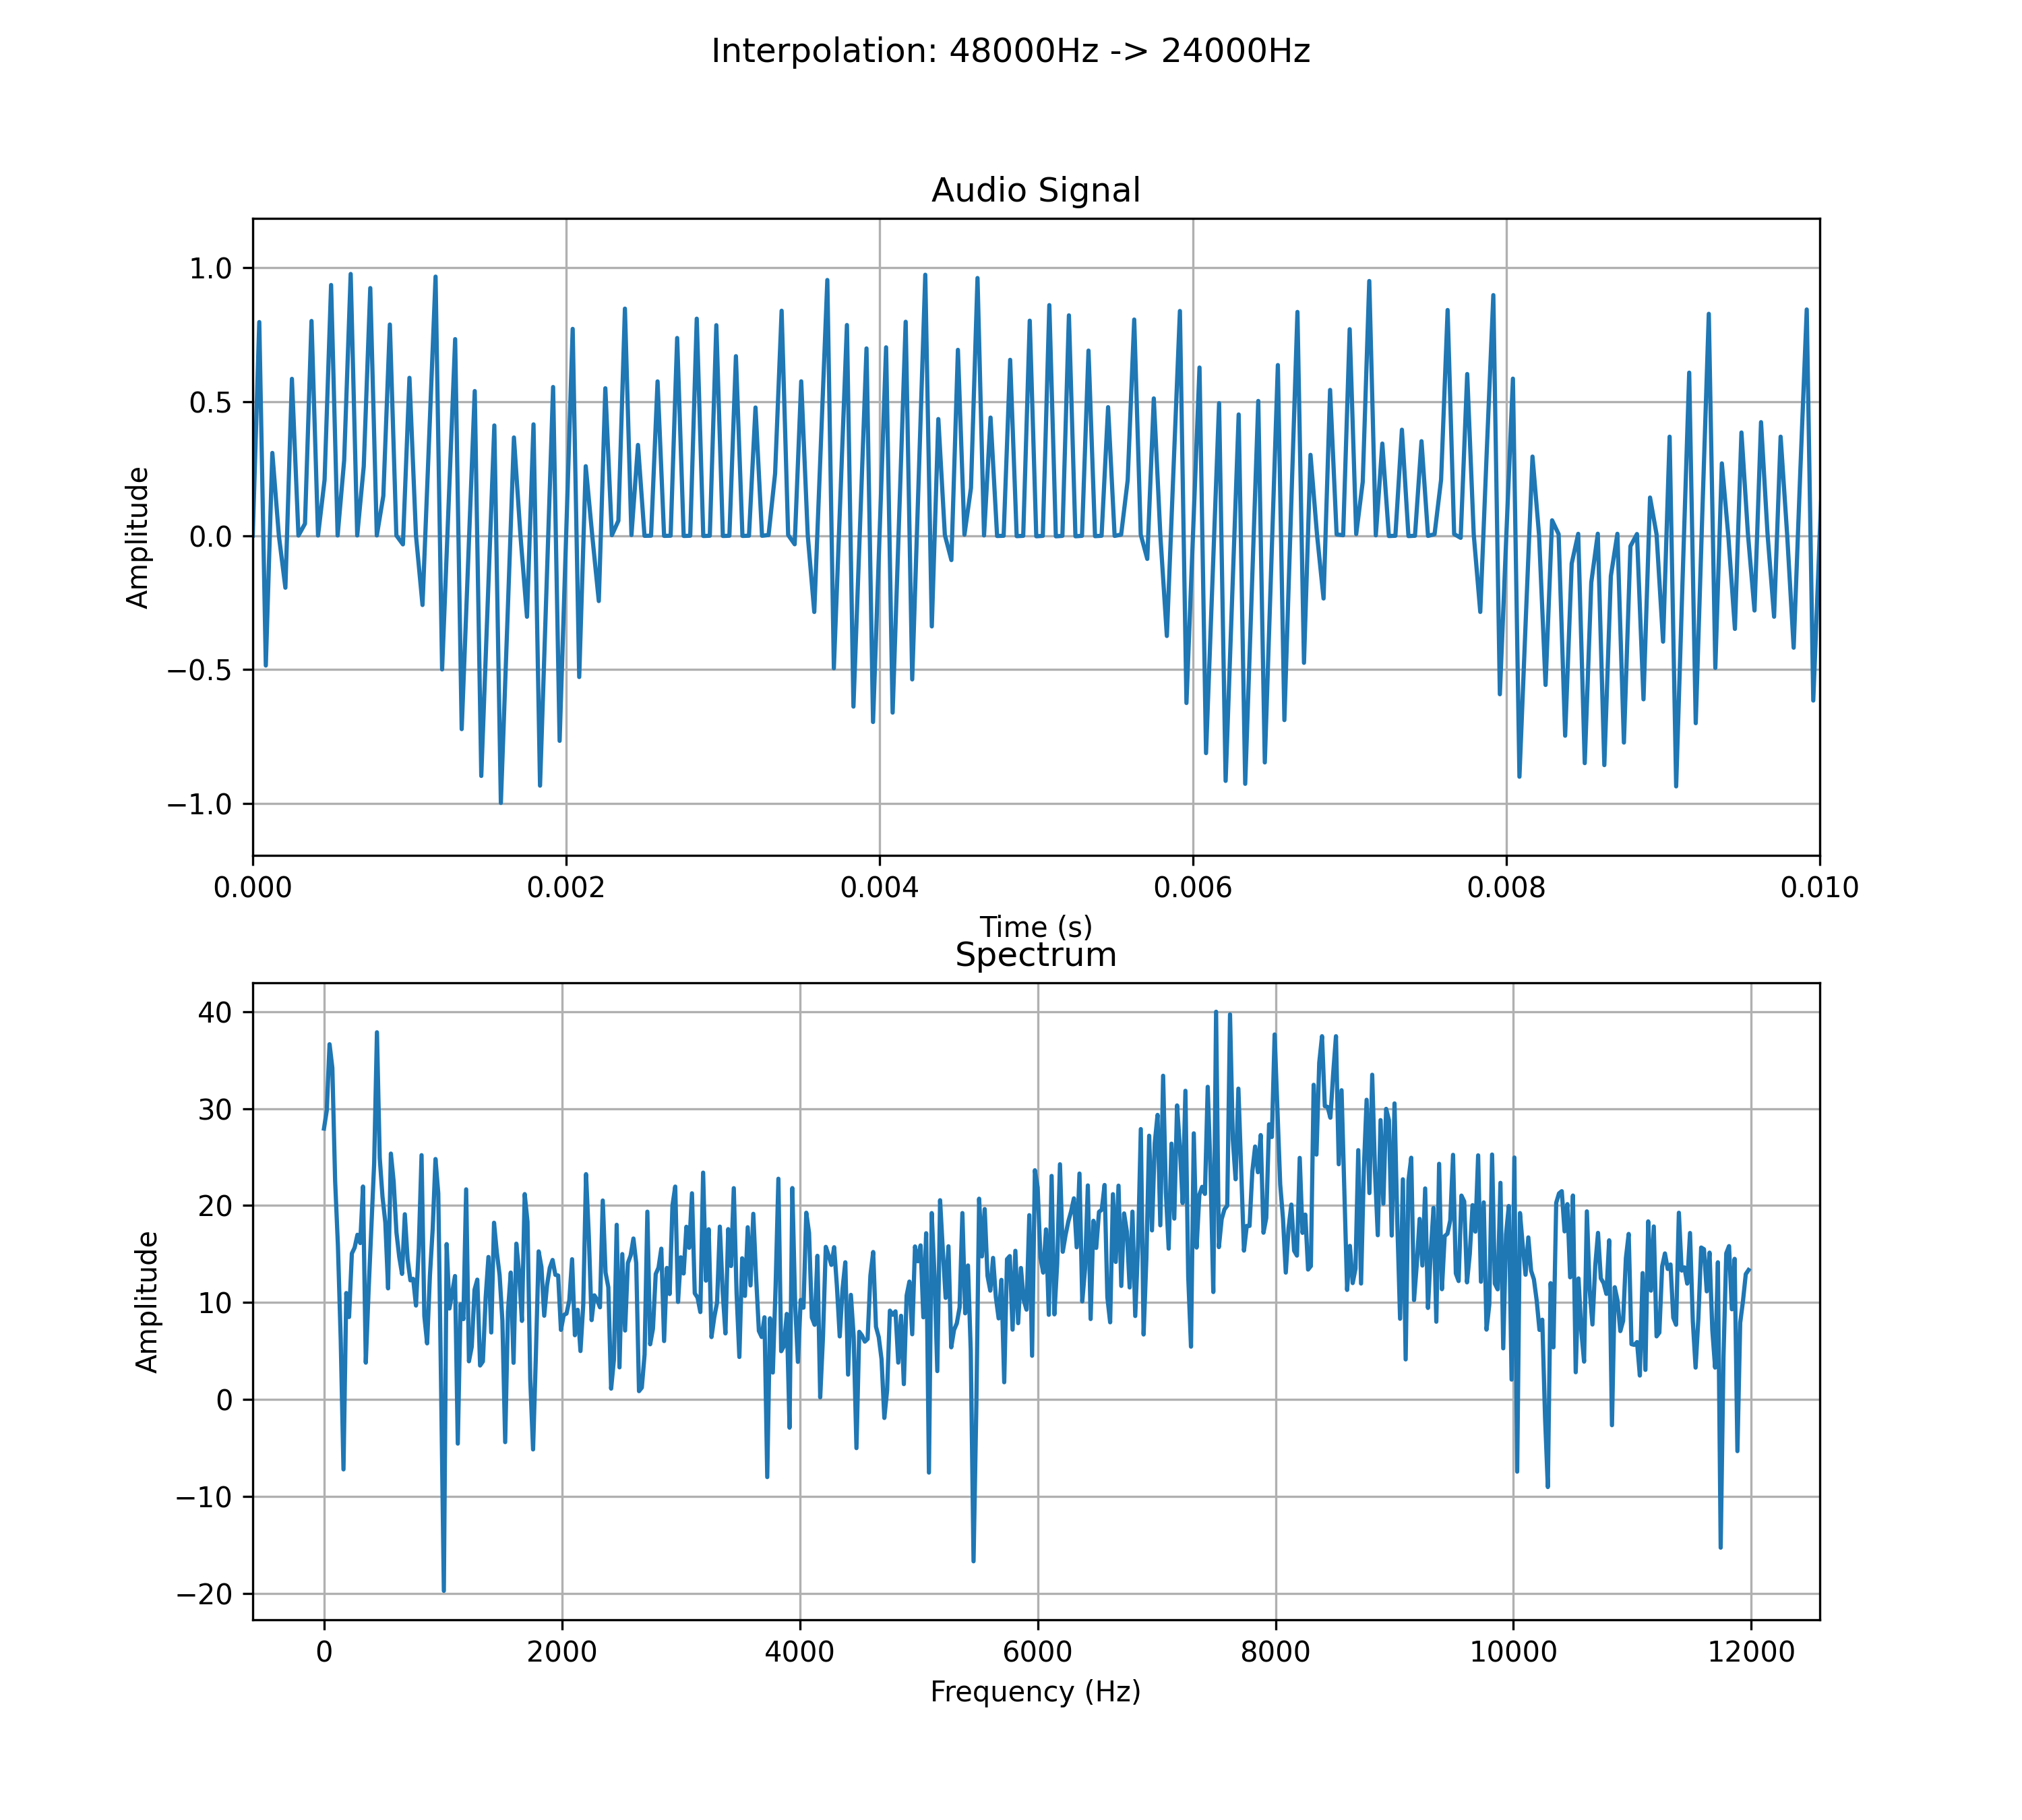 Interpolation: 48000Hz -> 24000Hz
Audio Signal
1.0
0.5
0.0
−0.5
−1.0
Amplitude
0.000 0.002 0.004 0.006 0.008 0.010
Time (s)
Spectrum
40
30
20
10
0
−10
−20
Amplitude
0 2000 4000 6000 8000 10000 12000
Frequency (Hz)